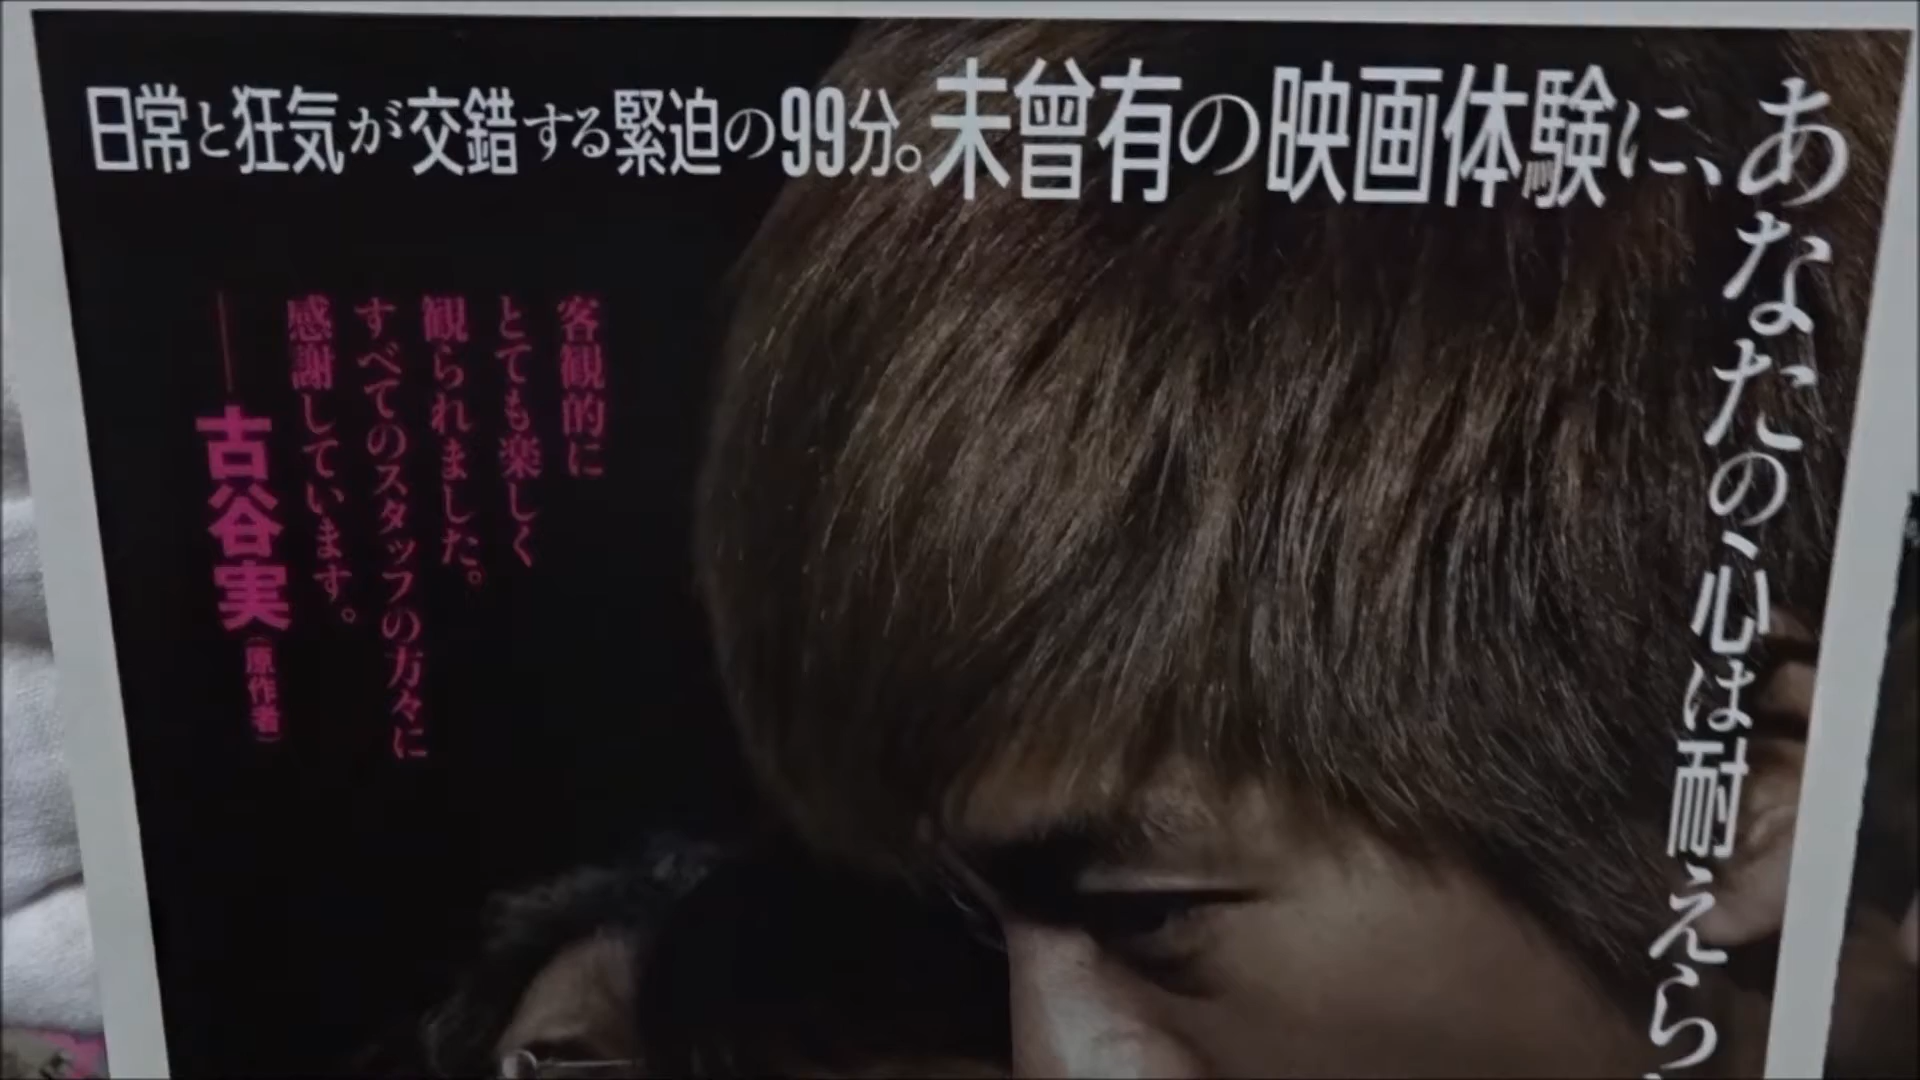 日常と狂気が交錯する緊迫の99分。未曾有の映画体験に、
あなたの心は耐えら
客観的に
とても楽しく
観られました。
すべてのスタッフの方々に
感謝しています。
──古谷実(原作者)